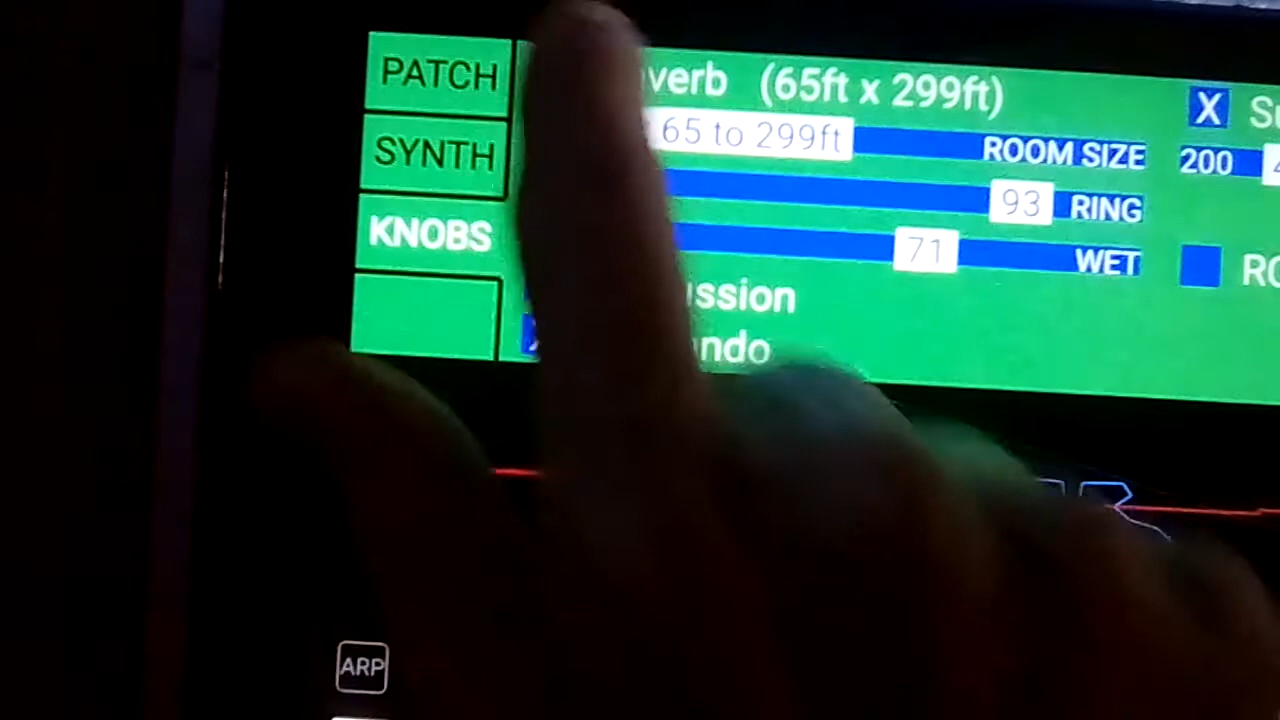 PATCH
verb (65ft x 299ft)
X
65 to 299ft
ROOM SIZE
200
SYNTH
93
RING
KNOBS
71
WET
ssion
ndo
ARP